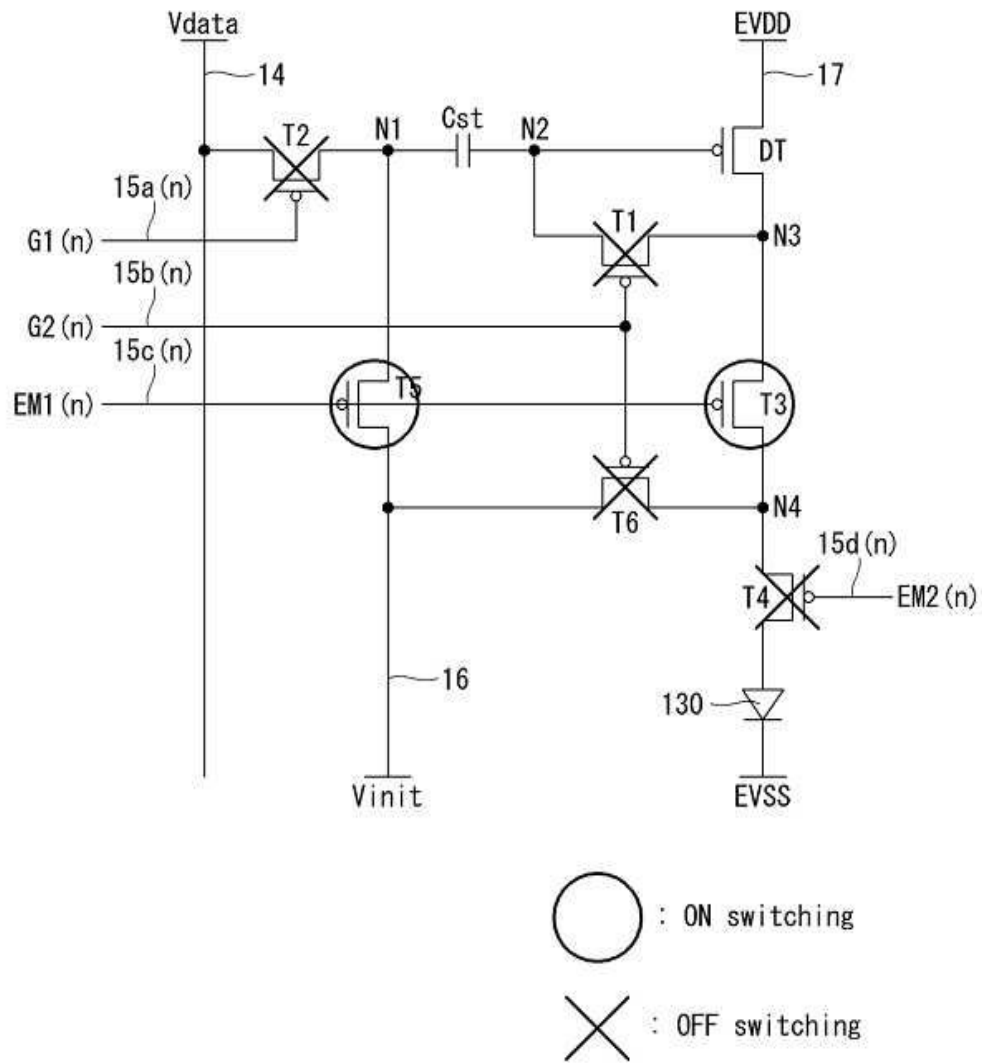 Vdata
EVDD
14
17
T2
N1
Cst
N2
DT
15a(n)
T1
G1(n)
N3
15b(n)
G2(n)
15c(n)
EM1(n)
T5
T3
T6
N4
15d(n)
T4
EM2(n)
16
130
Vinit
EVSS
: ON switching
: OFF switching